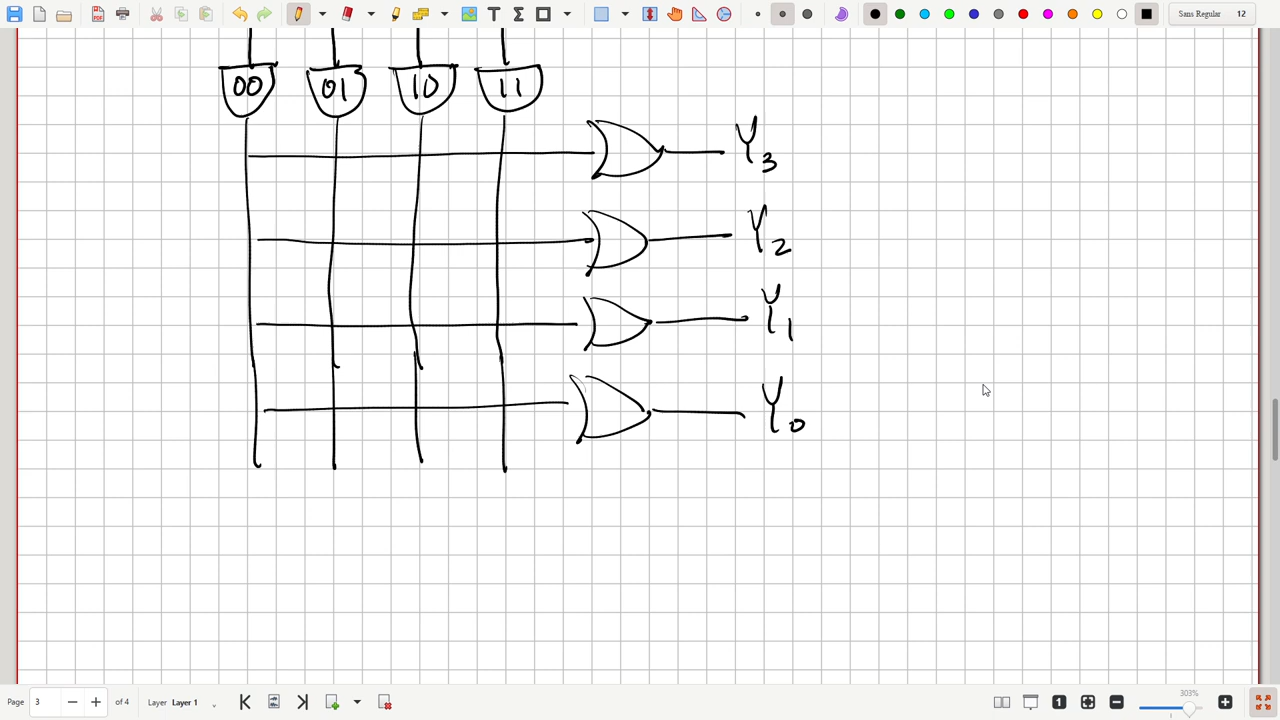 Sans Regular 12
00 01 10 11
Y3
Y2
Y1
Y0
Page 3 of 4 Layer Layer 1 303%